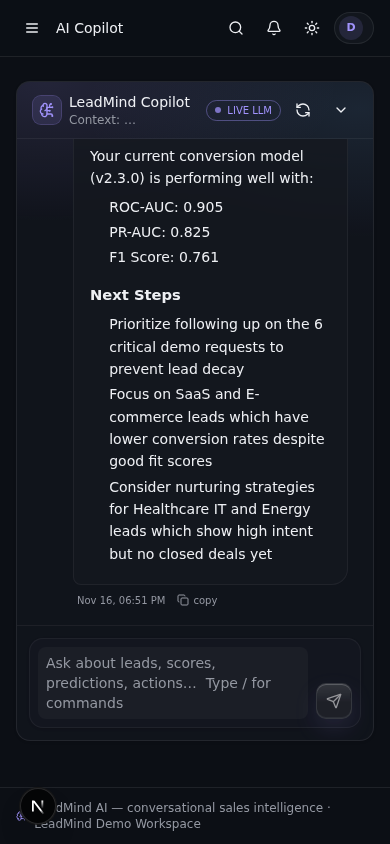 AI Copilot
D
LeadMind Copilot
Context: ...
LIVE LLM
Your current conversion model
(v2.3.0) is performing well with:
ROC-AUC: 0.905
PR-AUC: 0.825
F1 Score: 0.761
Next Steps
Prioritize following up on the 6
critical demo requests to
prevent lead decay
Focus on SaaS and E-
commerce leads which have
lower conversion rates despite
good fit scores
Consider nurturing strategies
for Healthcare IT and Energy
leads which show high intent
but no closed deals yet
Nov 16, 06:51 PM copy
Ask about leads, scores,
predictions, actions... Type / for
commands
N
dMind AI — conversational sales intelligence ·
LeadMind Demo Workspace